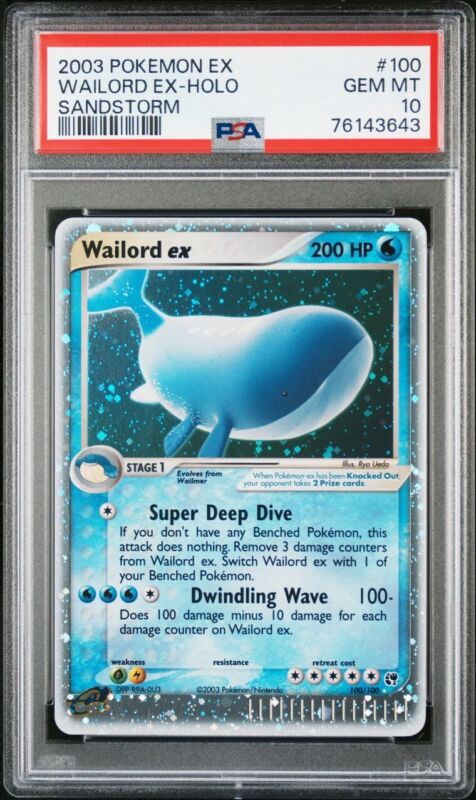 2003 POKEMON EX #100
WAILORD EX-HOLO GEM MT
SANDSTORM 10
PSA 76143643
Wailord ex 200 HP
Illus. Ryo Ueda
STAGE 1 Evolves from
Wailmer
When Pokémon-ex has been Knocked Out,
your opponent takes 2 Prize cards.
Super Deep Dive
If you don't have any Benched Pokémon, this
attack does nothing. Remove 3 damage counters
from Wailord ex. Switch Wailord ex with 1 of
your Benched Pokémon.
Dwindling Wave 100-
Does 100 damage minus 10 damage for each
damage counter on Wailord ex.
weakness resistance retreat cost
D9P-R9A-0U3 ©2003 Pokémon/Nintendo 100/100
PSA